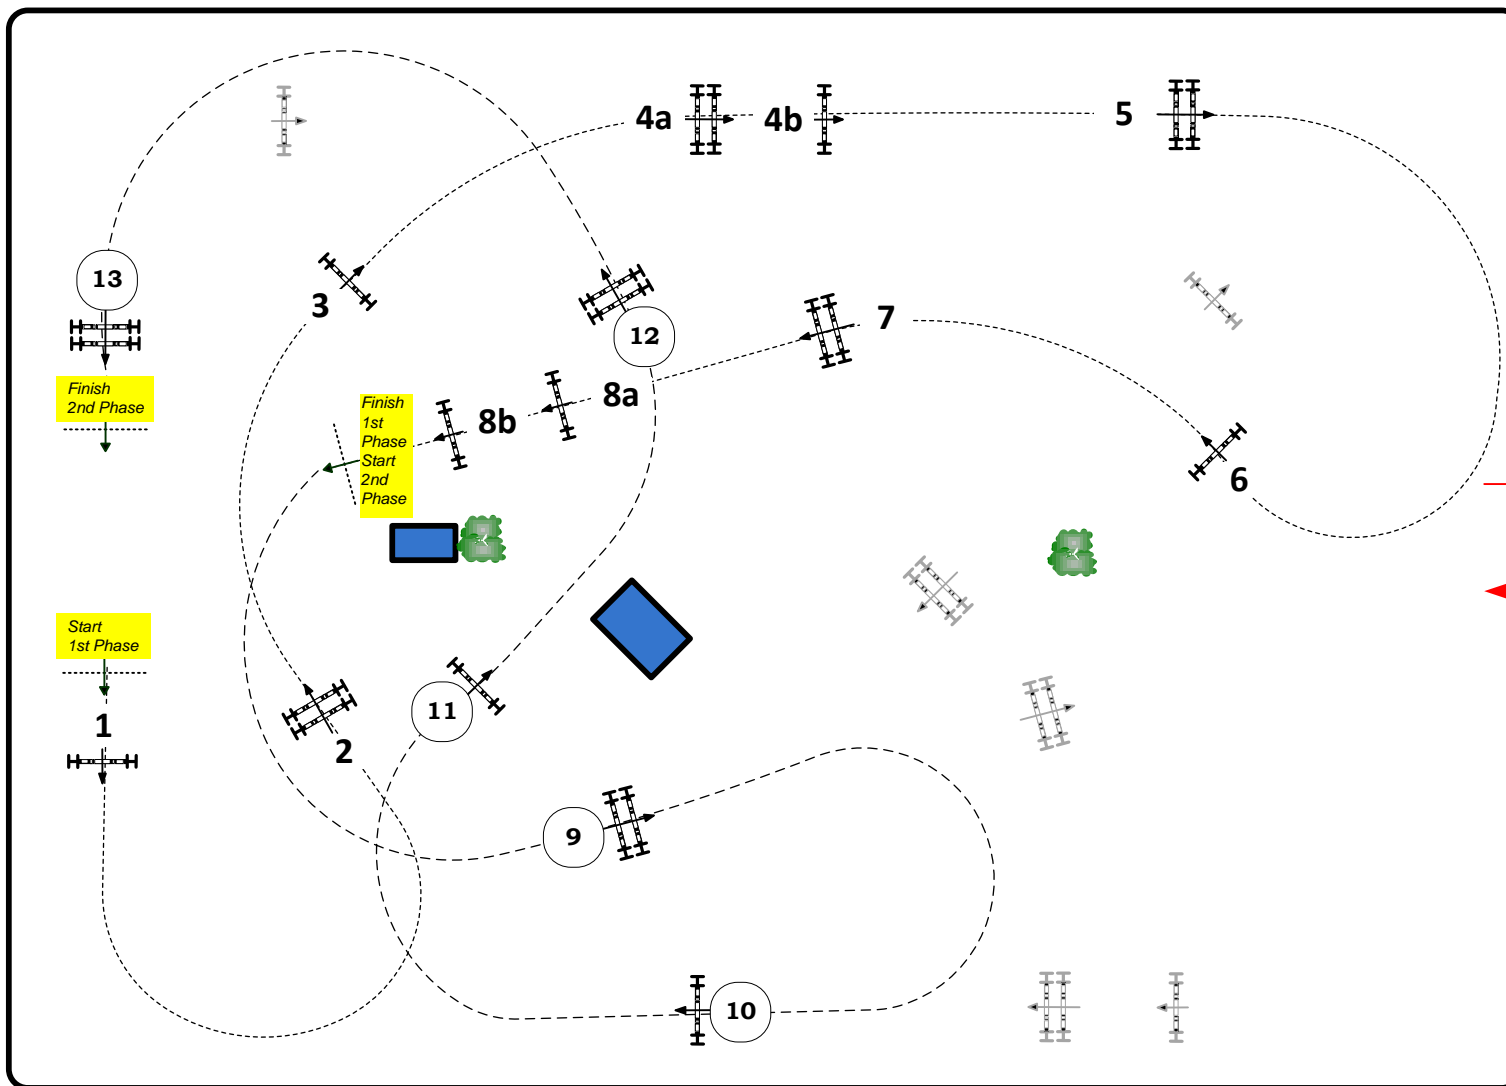 4a
4b
5
13
3
12
7
Finish
2nd Phase
Finish
1st
Phase
Start
2nd
Phase
8b
8a
6
Start
1st Phase
1
2
11
9
10